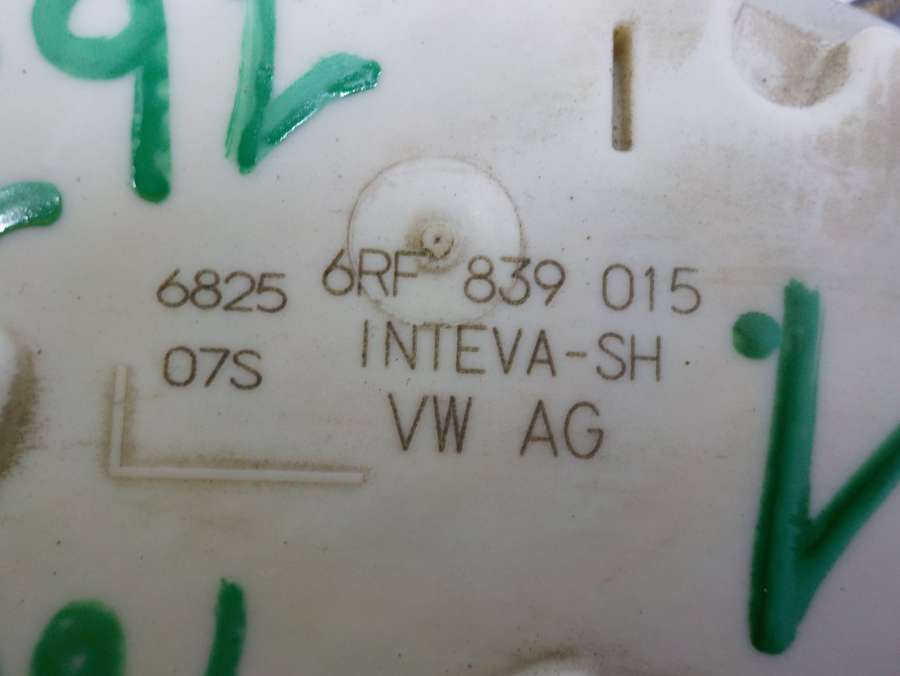 6825 6RF 839 015
07S INTEVA-SH
VW AG